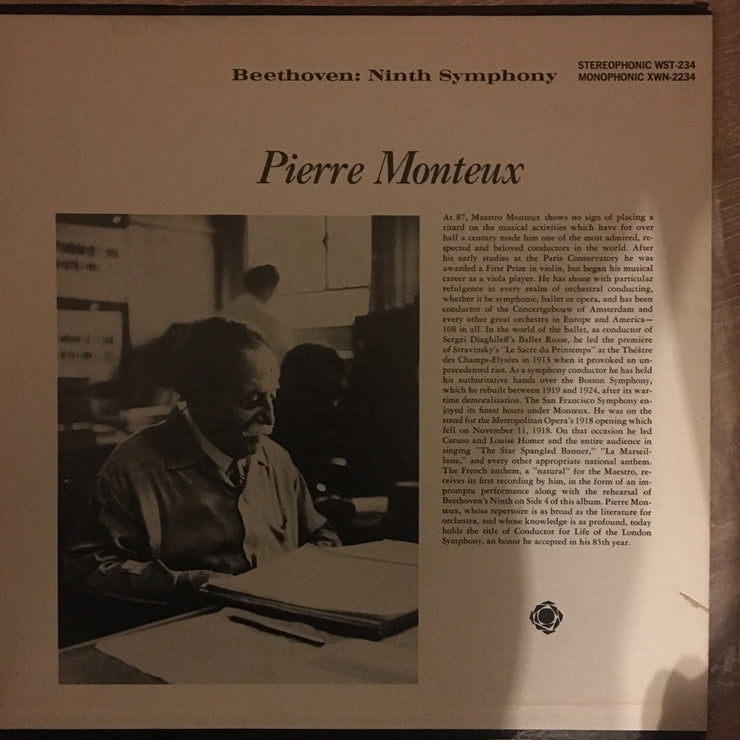 Beethoven: Ninth Symphony
STEREOPHONIC WST-234
MONOPHONIC XWN-2234
Pierre Monteux
At 87, Maestro Monteux shows no sign of placing a
ritard on the musical activities which have for over
half a century made him one of the most admired, re-
spected and beloved conductors in the world. After
his early studies at the Paris Conservatory he was
awarded a First Prize in violin, but began his musical
career as a viola player. He has shone with particular
refulgence in every realm of orchestral conducting,
whether it be symphonic, ballet or opera, and has been
conductor of the Concertgebouw of Amsterdam and
every other great orchestra in Europe and America—
108 in all. In the world of the ballet, as conductor of
Sergei Diaghileff's Ballet Russe, he led the première
of Stravinsky's "Le Sacre du Printemps" at the Théâtre
des Champs-Elysées in 1913 when it provoked an un-
precedented riot. As a symphony conductor he has held
his authoritative hands over the Boston Symphony,
which he rebuilt between 1919 and 1924, after its war-
time demoralization. The San Francisco Symphony en-
joyed its finest hours under Monteux. He was on the
stand for the Metropolitan Opera's 1918 opening which
fell on November 11, 1918. On that occasion he led
Caruso and Louise Homer and the entire audience in
singing "The Star Spangled Banner," "La Marseil-
laise," and every other appropriate national anthem.
The French anthem, a "natural" for the Maestro, re-
ceives its first recording by him, in the form of an im-
promptu performance along with the rehearsal of
Beethoven's Ninth on Side 4 of this album. Pierre Mon-
teux, whose repertoire is as broad as the literature for
orchestra, and whose knowledge is as profound, today
holds the title of Conductor for Life of the London
Symphony, an honor he accepted in his 85th year.